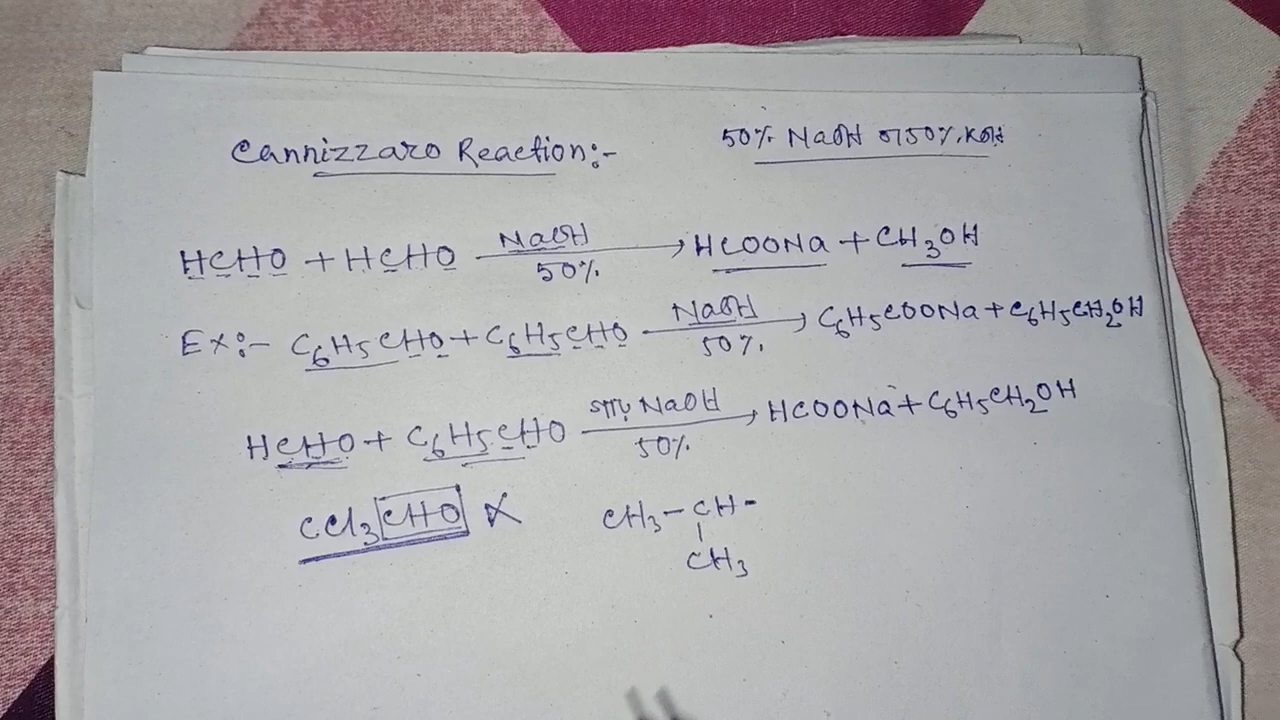 Cannizzaro Reaction:-
50% NaOH or 50% KOH
HCHO + HCHO NaOH 50% → HCOONa + CH3OH
Ex:- C6H5CHO + C6H5CHO NaOH 50% → C6H5COONa + C6H5CH2OH
HCHO + C6H5CHO NaOH 50% → HCOONa + C6H5CH2OH
CCl3CHO ×
CH3-CH-
CH3